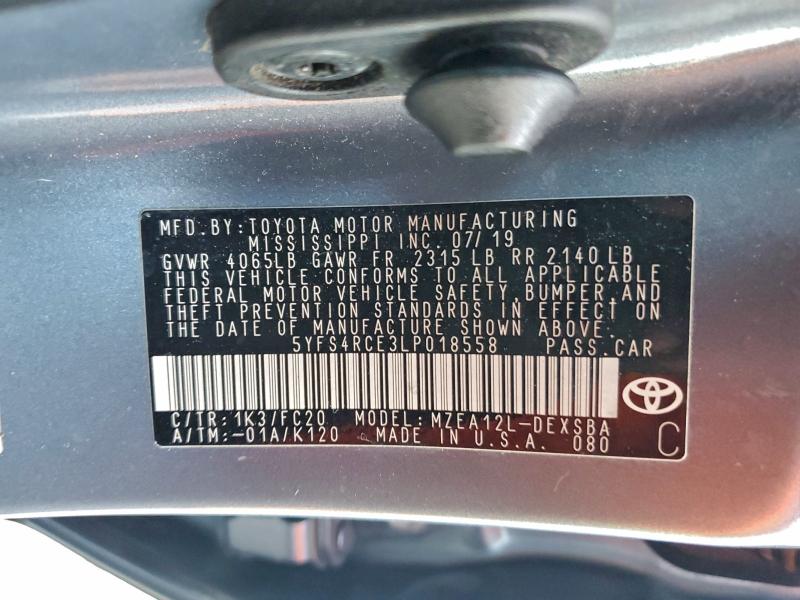 MFD. BY: TOYOTA MOTOR MANUFACTURING
MISSISSIPPI INC. 07/19
GVWR 4065LB GAWR FR 2315 LB RR 2140 LB
THIS VEHICLE CONFORMS TO ALL APPLICABLE
FEDERAL MOTOR VEHICLE SAFETY, BUMPER, AND
THEFT PREVENTION STANDARDS IN EFFECT ON
THE DATE OF MANUFACTURE SHOWN ABOVE.
5YFS4RCE3LP018558 PASS. CAR
C/TR: 1K3/FC20 MODEL: MZEA12L-DEXSBA
A/TM: -01A/K120 MADE IN U.S.A. 080
C